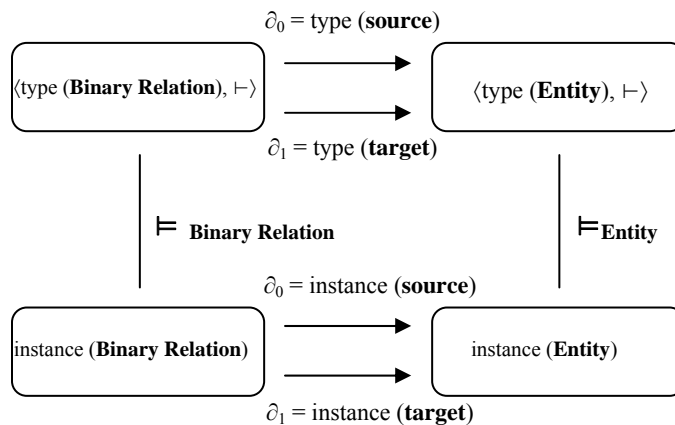 ∂0 = type (source)
⟨type (Binary Relation), ⊢⟩
⟨type (Entity), ⊢⟩
∂1 = type (target)
⊨ Binary Relation
⊨Entity
∂0 = instance (source)
instance (Binary Relation)
instance (Entity)
∂1 = instance (target)